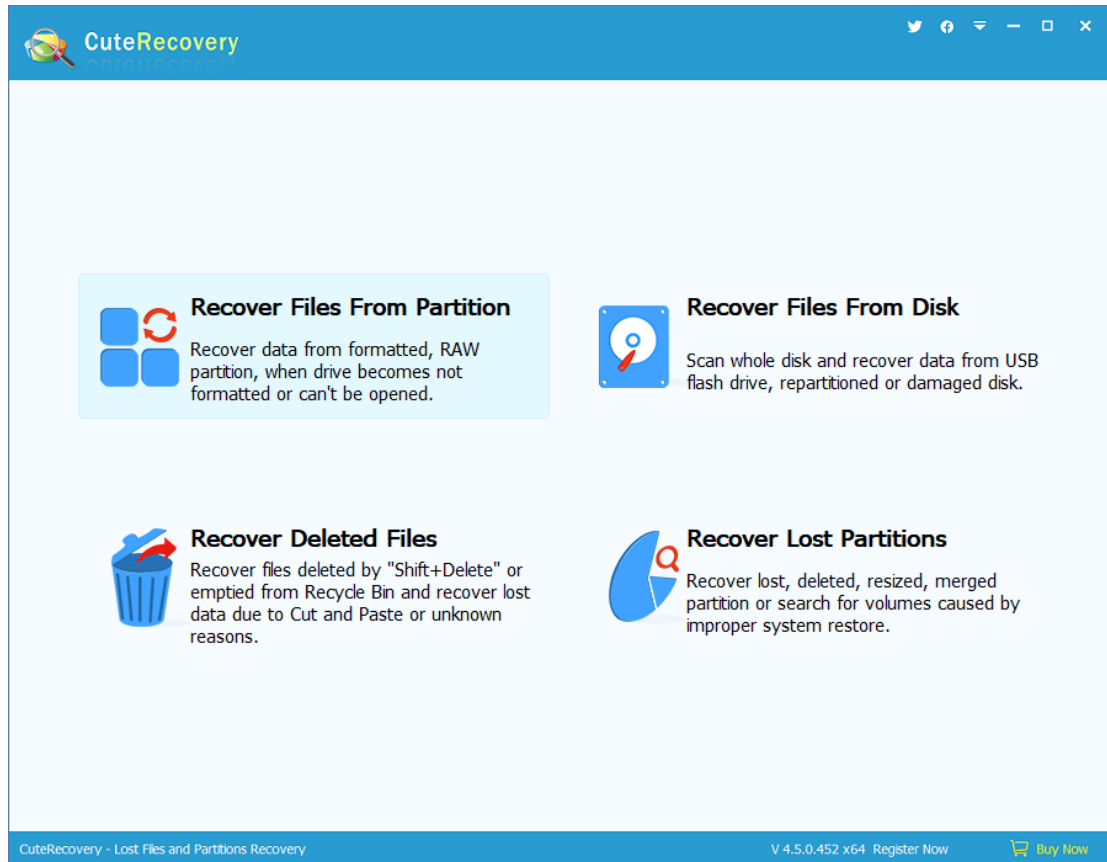 CuteRecovery
Recover Files From Partition
Recover data from formatted, RAW
partition, when drive becomes not
formatted or can't be opened.
Recover Files From Disk
Scan whole disk and recover data from USB
flash drive, repartitioned or damaged disk.
Recover Deleted Files
Recover files deleted by "Shift+Delete" or
emptied from Recycle Bin and recover lost
data due to Cut and Paste or unknown
reasons.
Recover Lost Partitions
Recover lost, deleted, resized, merged
partition or search for volumes caused by
improper system restore.
CuteRecovery - Lost Files and Partitions Recovery
V 4.5.0.452 x64 Register Now
Buy Now